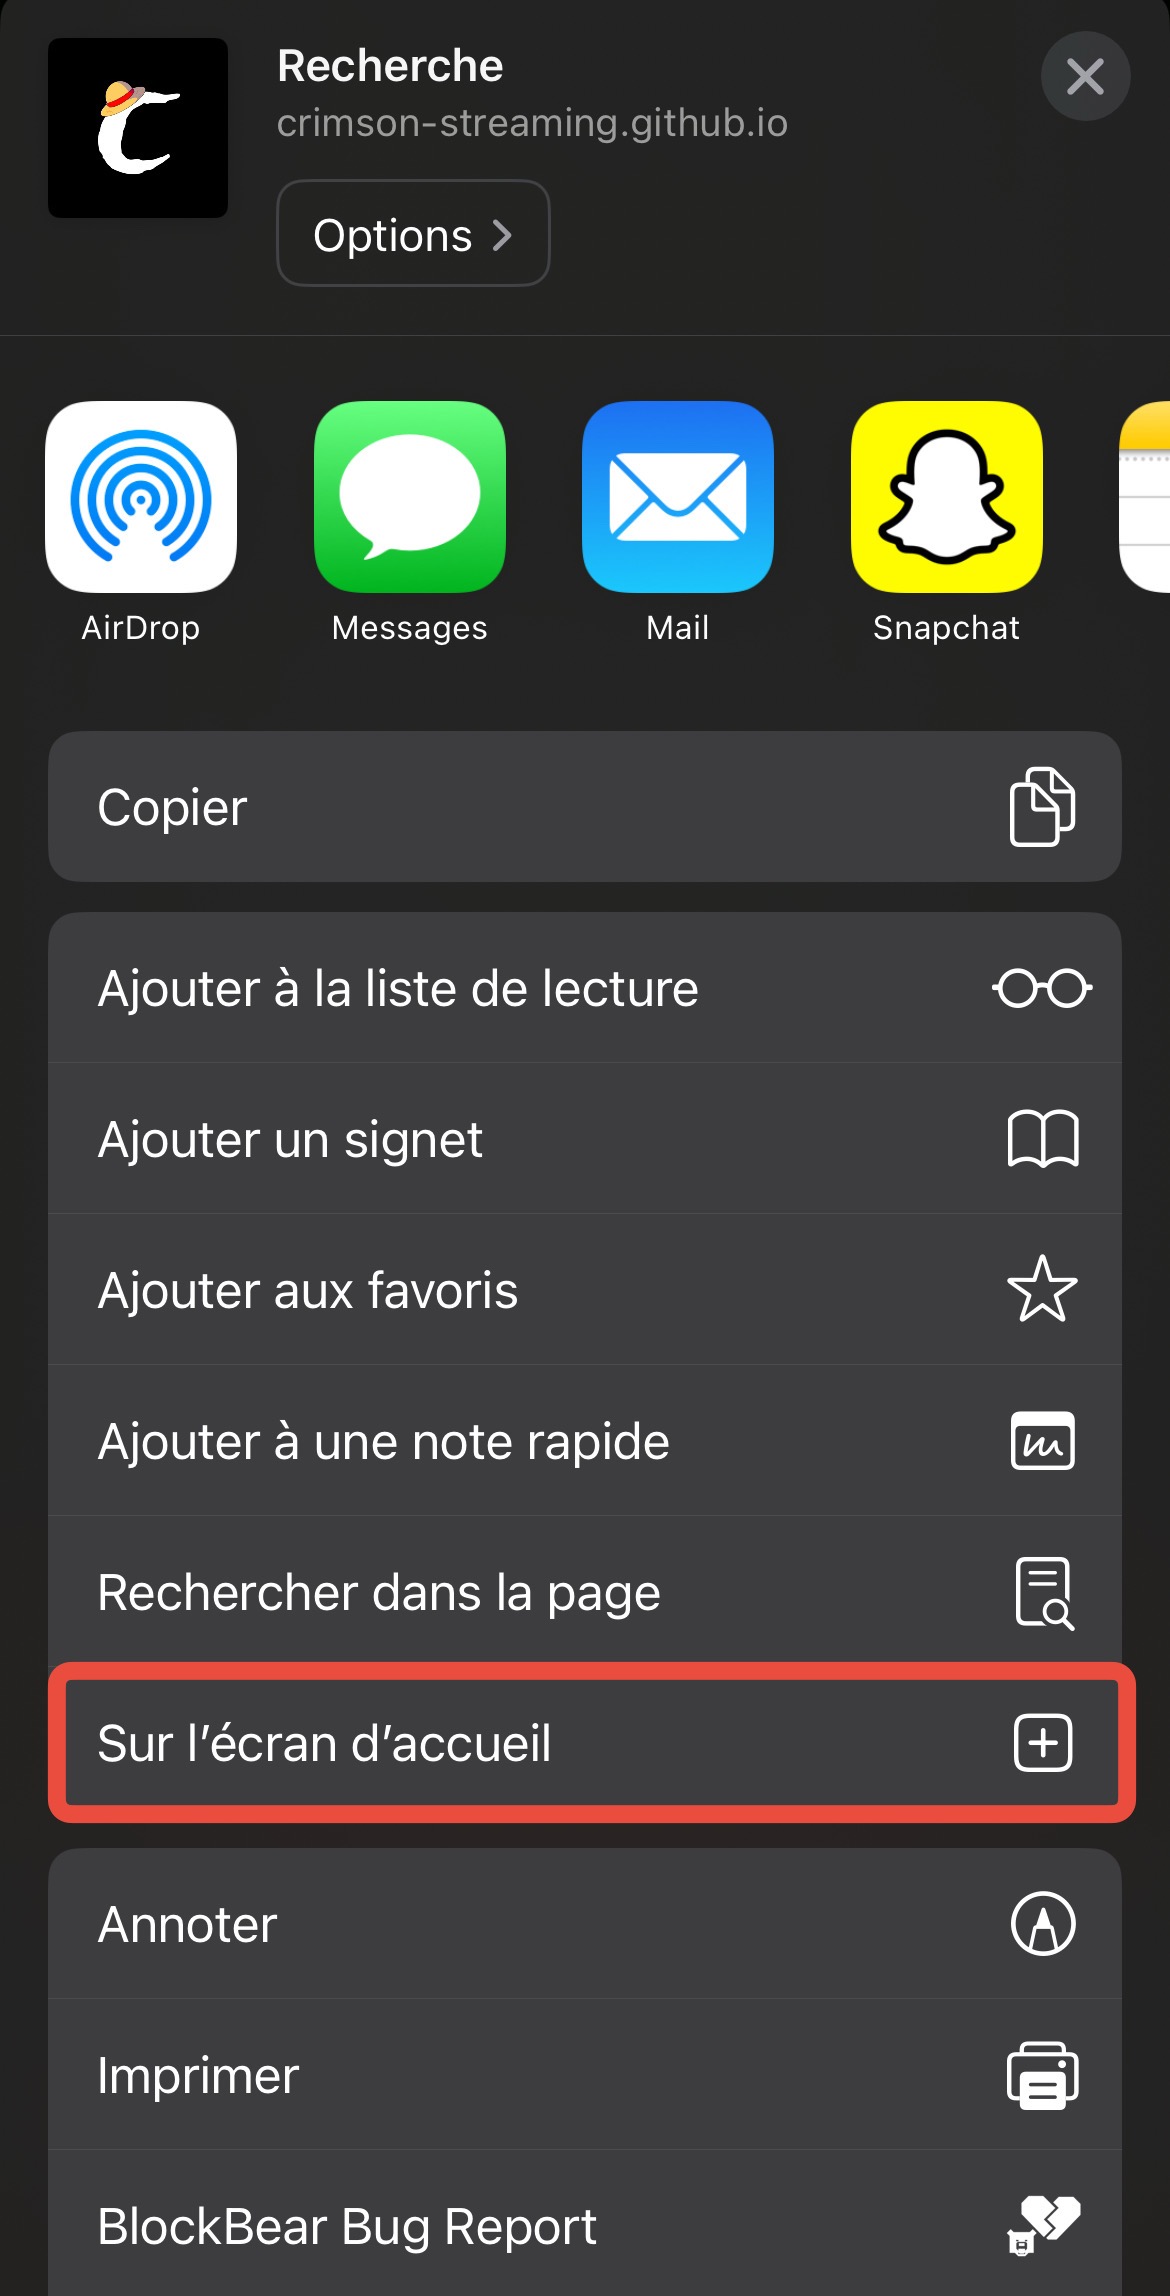 Recherche
crimson-streaming.github.io
Options
AirDrop
Messages
Mail
Snapchat
Copier
Ajouter à la liste de lecture
Ajouter un signet
Ajouter aux favoris
Ajouter à une note rapide
Rechercher dans la page
Sur l’écran d’accueil
Annoter
Imprimer
BlockBear Bug Report